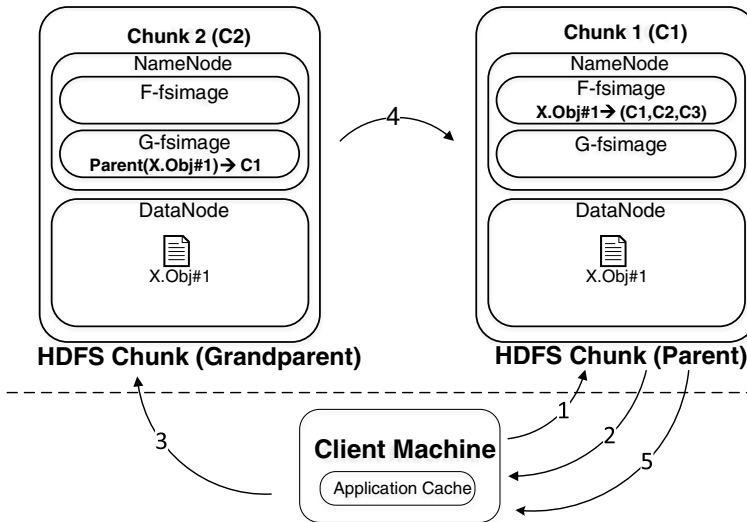 Chunk 2 (C2)
NameNode
F-fsimage
G-fsimage
Parent(X.Obj#1)→ C1
DataNode
X.Obj#1
HDFS Chunk (Grandparent)
4
Chunk 1 (C1)
NameNode
F-fsimage
X.Obj#1→ (C1,C2,C3)
G-fsimage
DataNode
X.Obj#1
HDFS Chunk (Parent)
3
1
2
5
Client Machine
Application Cache